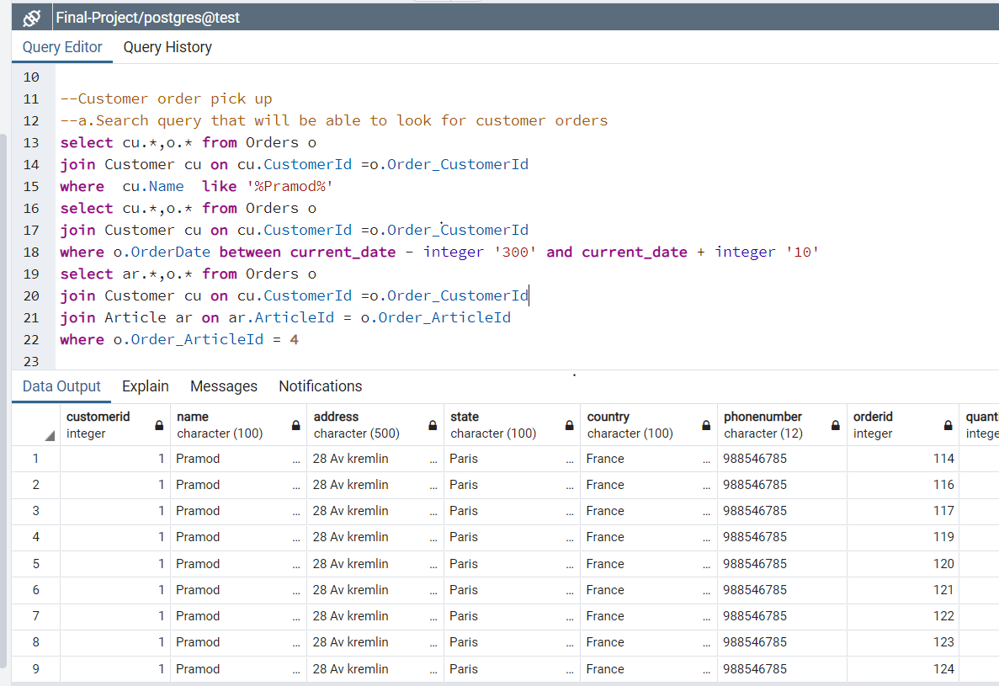 Final-Project/postgres@test
Query Editor Query History
10
11 --Customer order pick up
12 --a.Search query that will be able to look for customer orders
13 select cu.*,o.* from Orders o
14 join Customer cu on cu.CustomerId =o.Order_CustomerId
15 where  cu.Name  like '%Pramod%'
16 select cu.*,o.* from Orders o
17 join Customer cu on cu.CustomerId =o.Order_CustomerId
18 where o.OrderDate between current_date - integer '300' and current_date + integer '10'
19 select ar.*,o.* from Orders o
20 join Customer cu on cu.CustomerId =o.Order_CustomerId
21 join Article ar on ar.ArticleId = o.Order_ArticleId
22 where o.Order_ArticleId = 4
23
Data Output Explain Messages Notifications
customerid name address state country phonenumber orderid quanti
integer character (100) character (500) character (100) character (100) character (12) integer intege
1 1 Pramod ... 28 Av kremlin ... Paris ... France ... 988546785 114
2 1 Pramod ... 28 Av kremlin ... Paris ... France ... 988546785 116
3 1 Pramod ... 28 Av kremlin ... Paris ... France ... 988546785 117
4 1 Pramod ... 28 Av kremlin ... Paris ... France ... 988546785 119
5 1 Pramod ... 28 Av kremlin ... Paris ... France ... 988546785 120
6 1 Pramod ... 28 Av kremlin ... Paris ... France ... 988546785 121
7 1 Pramod ... 28 Av kremlin ... Paris ... France ... 988546785 122
8 1 Pramod ... 28 Av kremlin ... Paris ... France ... 988546785 123
9 1 Pramod ... 28 Av kremlin ... Paris ... France ... 988546785 124